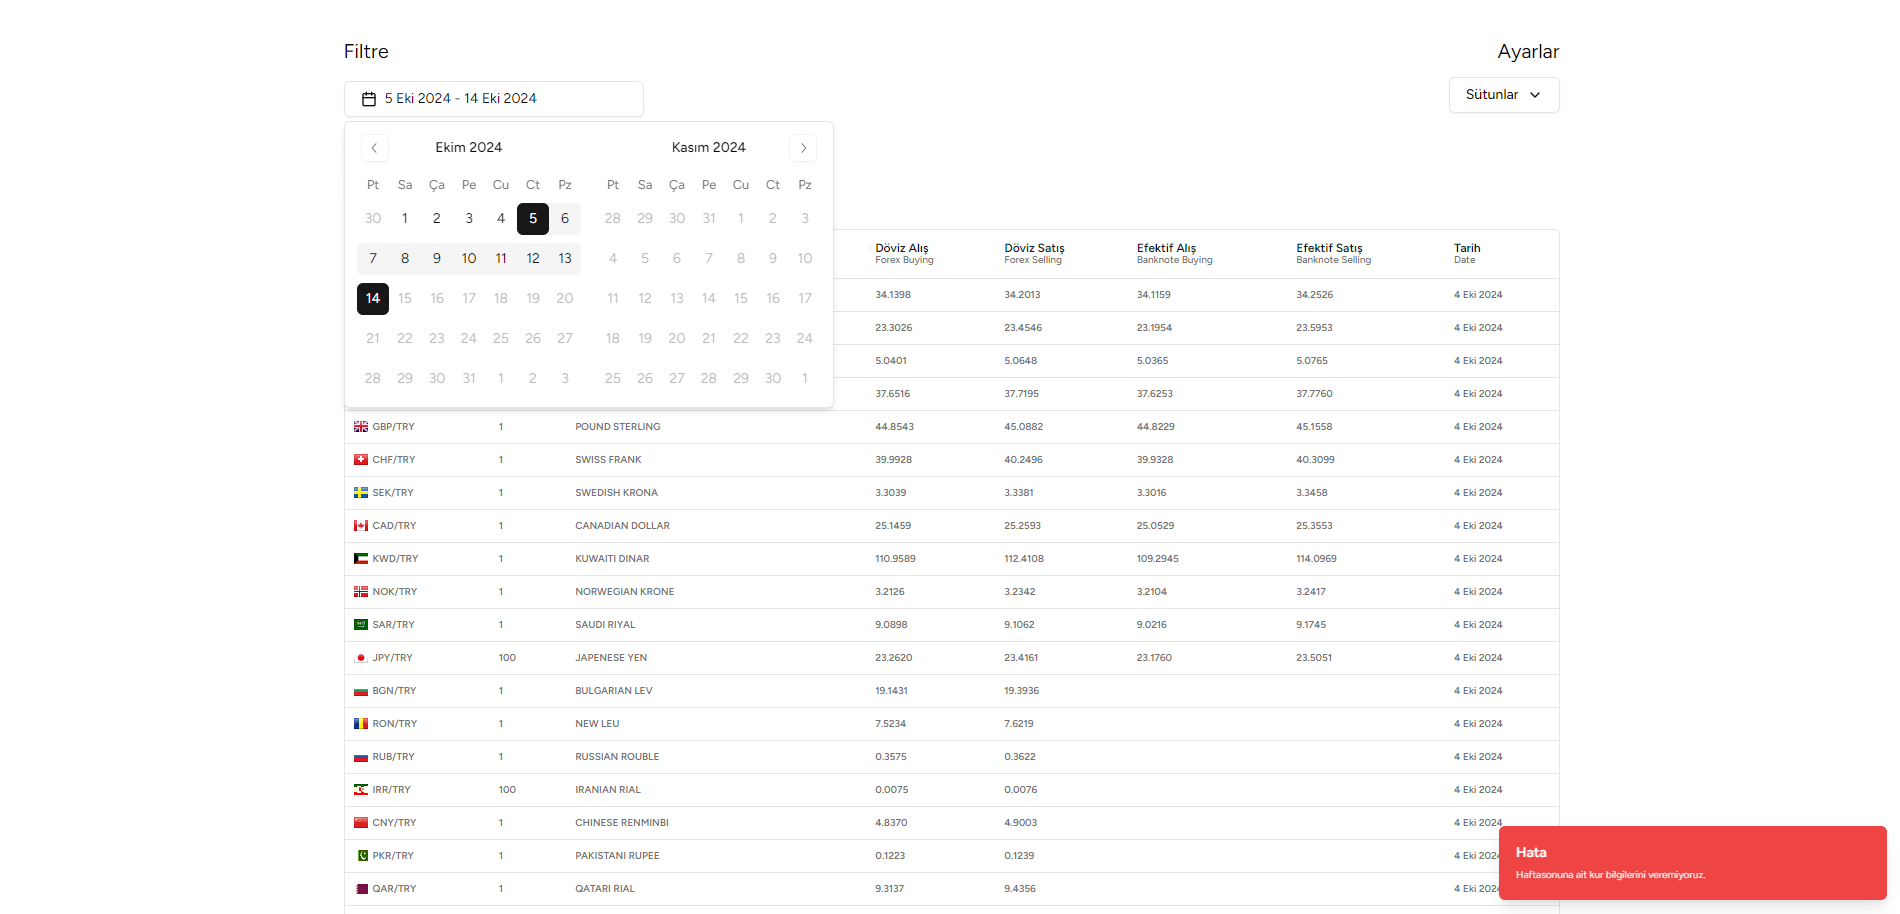 Filtre
Ayarlar
5 Eki 2024 - 14 Eki 2024
Sütunlar
Ekim 2024
Kasım 2024
Pt Sa Ça Pe Cu Ct Pz
Pt Sa Ça Pe Cu Ct Pz
30 1 2 3 4 5 6
28 29 30 31 1 2 3
7 8 9 10 11 12 13
4 5 6 7 8 9 10
14 15 16 17 18 19 20
11 12 13 14 15 16 17
21 22 23 24 25 26 27
18 19 20 21 22 23 24
28 29 30 31 1 2 3
25 26 27 28 29 30 1
Döviz Alış Döviz Satış Efektif Alış Efektif Satış Tarih
Forex Buying Forex Selling Banknote Buying Banknote Selling Date
34.1398 34.2013 34.1159 34.2526 4 Eki 2024
23.3026 23.4546 23.1954 23.5953 4 Eki 2024
5.0401 5.0648 5.0365 5.0765 4 Eki 2024
37.6516 37.7195 37.6253 37.7760 4 Eki 2024
GBP/TRY 1 POUND STERLING 44.8543 45.0882 44.8229 45.1558 4 Eki 2024
CHF/TRY 1 SWISS FRANK 39.9928 40.2496 39.9328 40.3099 4 Eki 2024
SEK/TRY 1 SWEDISH KRONA 3.3039 3.3381 3.3016 3.3458 4 Eki 2024
CAD/TRY 1 CANADIAN DOLLAR 25.1459 25.2593 25.0529 25.3553 4 Eki 2024
KWD/TRY 1 KUWAITI DINAR 110.9589 112.4108 109.2945 114.0969 4 Eki 2024
NOK/TRY 1 NORWEGIAN KRONE 3.2126 3.2342 3.2104 3.2417 4 Eki 2024
SAR/TRY 1 SAUDI RIYAL 9.0898 9.1062 9.0216 9.1745 4 Eki 2024
JPY/TRY 100 JAPENESE YEN 23.2620 23.4161 23.1760 23.5051 4 Eki 2024
BGN/TRY 1 BULGARIAN LEV 19.1431 19.3936 4 Eki 2024
RON/TRY 1 NEW LEU 7.5234 7.6219 4 Eki 2024
RUB/TRY 1 RUSSIAN ROUBLE 0.3575 0.3622 4 Eki 2024
IRR/TRY 100 IRANIAN RIAL 0.0075 0.0076 4 Eki 2024
CNY/TRY 1 CHINESE RENMINBI 4.8370 4.9003 4 Eki 2024
PKR/TRY 1 PAKISTANI RUPEE 0.1223 0.1239 4 Eki 2024
QAR/TRY 1 QATARI RIAL 9.3137 9.4356 4 Eki 2024
Hata
Haftasonuna ait kur bilgilerini veremiyoruz.